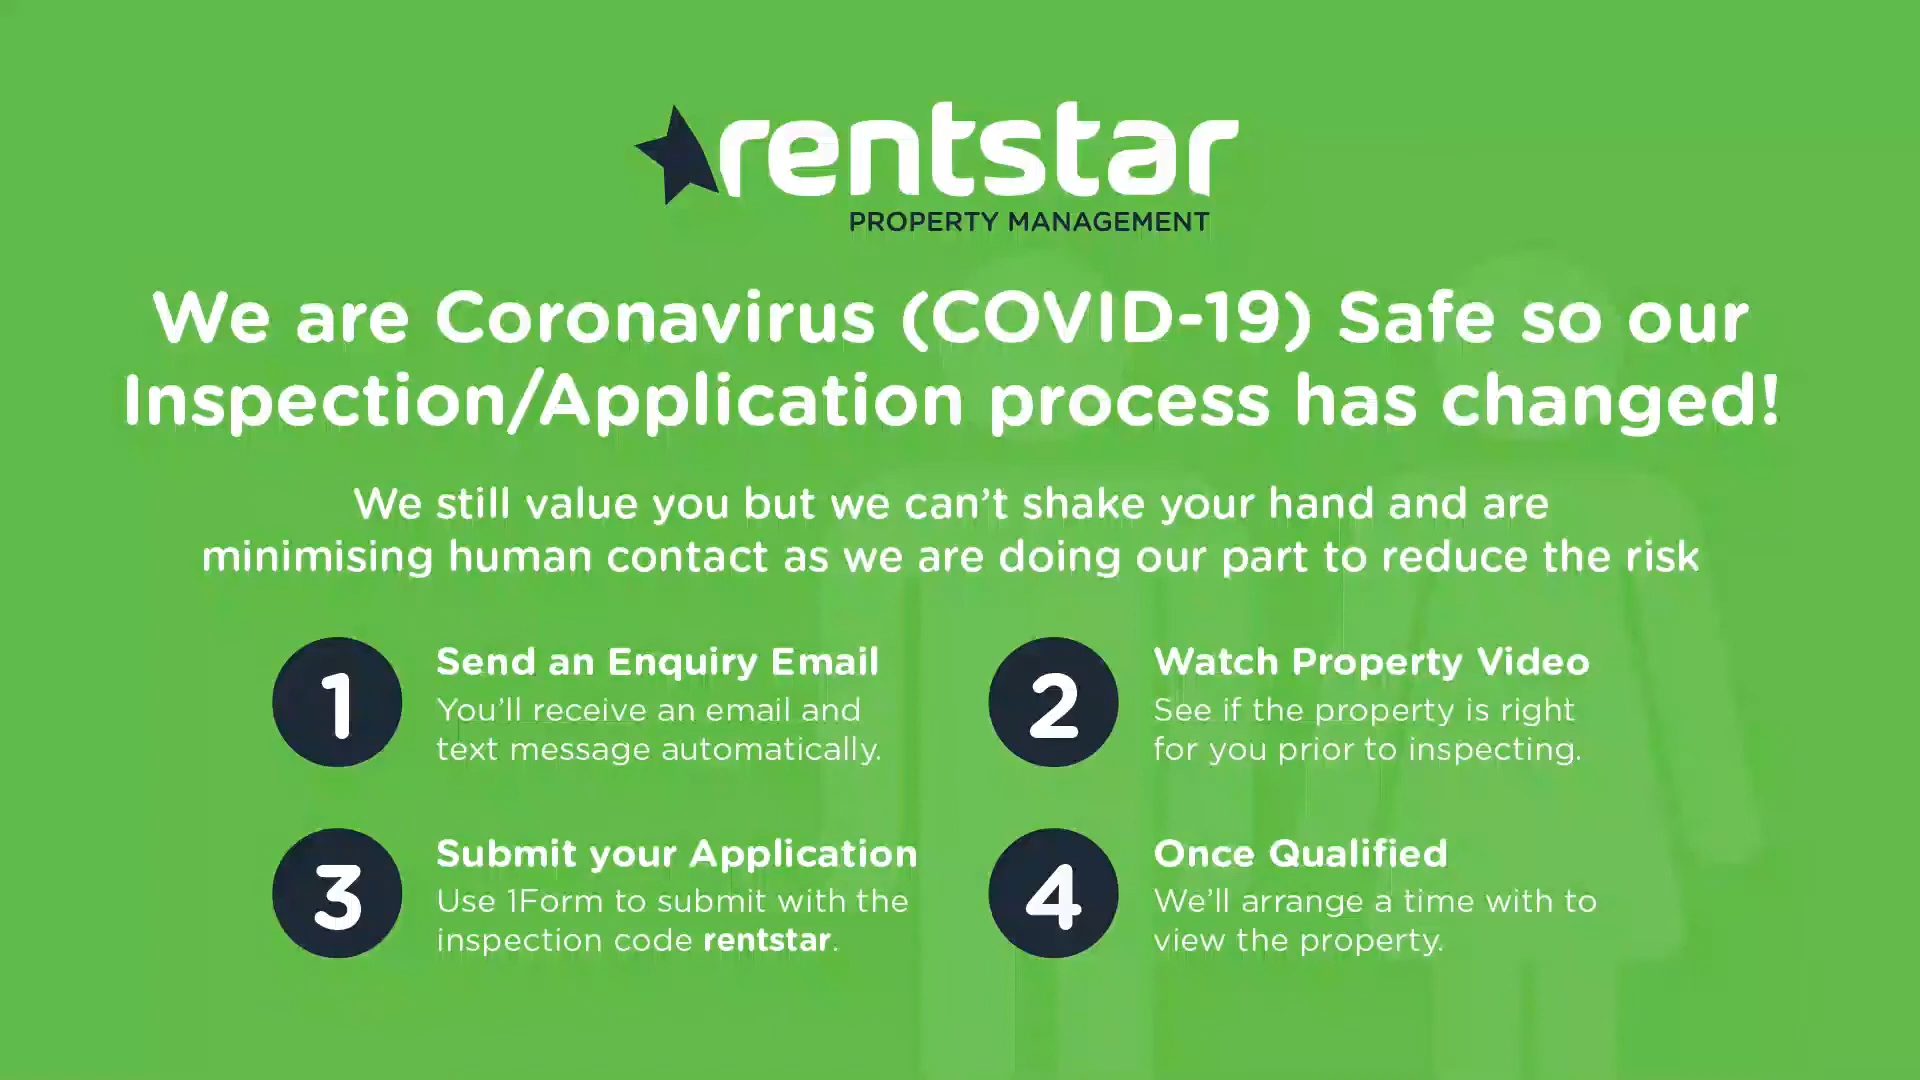 rentstar
PROPERTY MANAGEMENT
We are Coronavirus (COVID-19) Safe so our
Inspection/Application process has changed!
We still value you but we can't shake your hand and are
minimising human contact as we are doing our part to reduce the risk
1
Send an Enquiry Email
You'll receive an email and
text message automatically.
2
Watch Property Video
See if the property is right
for you prior to inspecting.
3
Submit your Application
Use 1Form to submit with the
inspection code rentstar.
4
Once Qualified
We'll arrange a time with to
view the property.